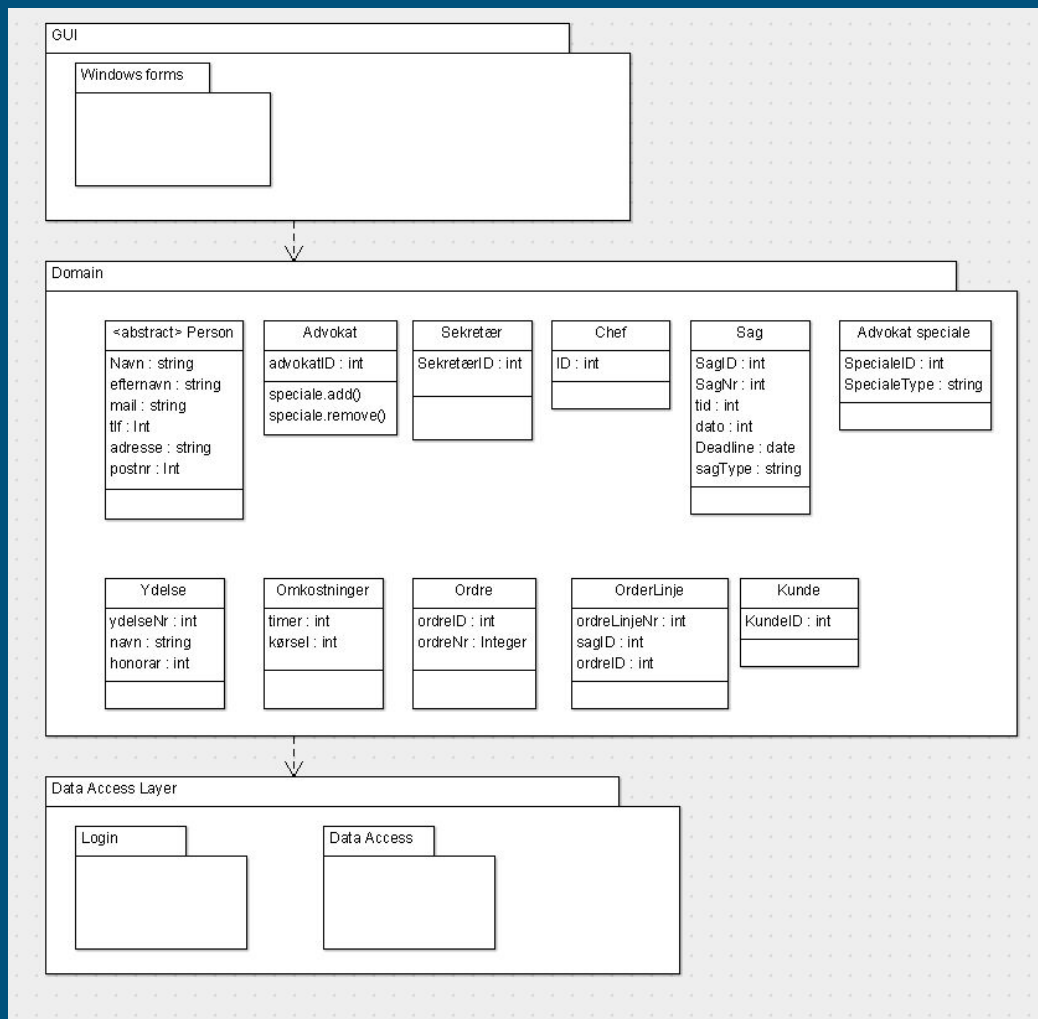 GUI
Windows forms
Domain
<abstract> Person
Navn : string
efternavn : string
mail : string
tlf : Int
adresse : string
postnr : Int
Advokat
advokatID : int
speciale.add()
speciale.remove()
Sekretær
SekretærID : int
Chef
ID : int
Sag
SagID : int
SagNr : int
tid : int
dato : int
Deadline : date
sagType : string
Advokat speciale
SpecialeID : int
SpecialeType : string
Ydelse
ydelseNr : int
navn : string
honorar : int
Omkostninger
timer : int
kørsel : int
Ordre
ordreID : int
ordreNr : Integer
OrderLinje
ordreLinjeNr : int
sagID : int
ordreID : int
Kunde
KundeID : int
Data Access Layer
Login
Data Access